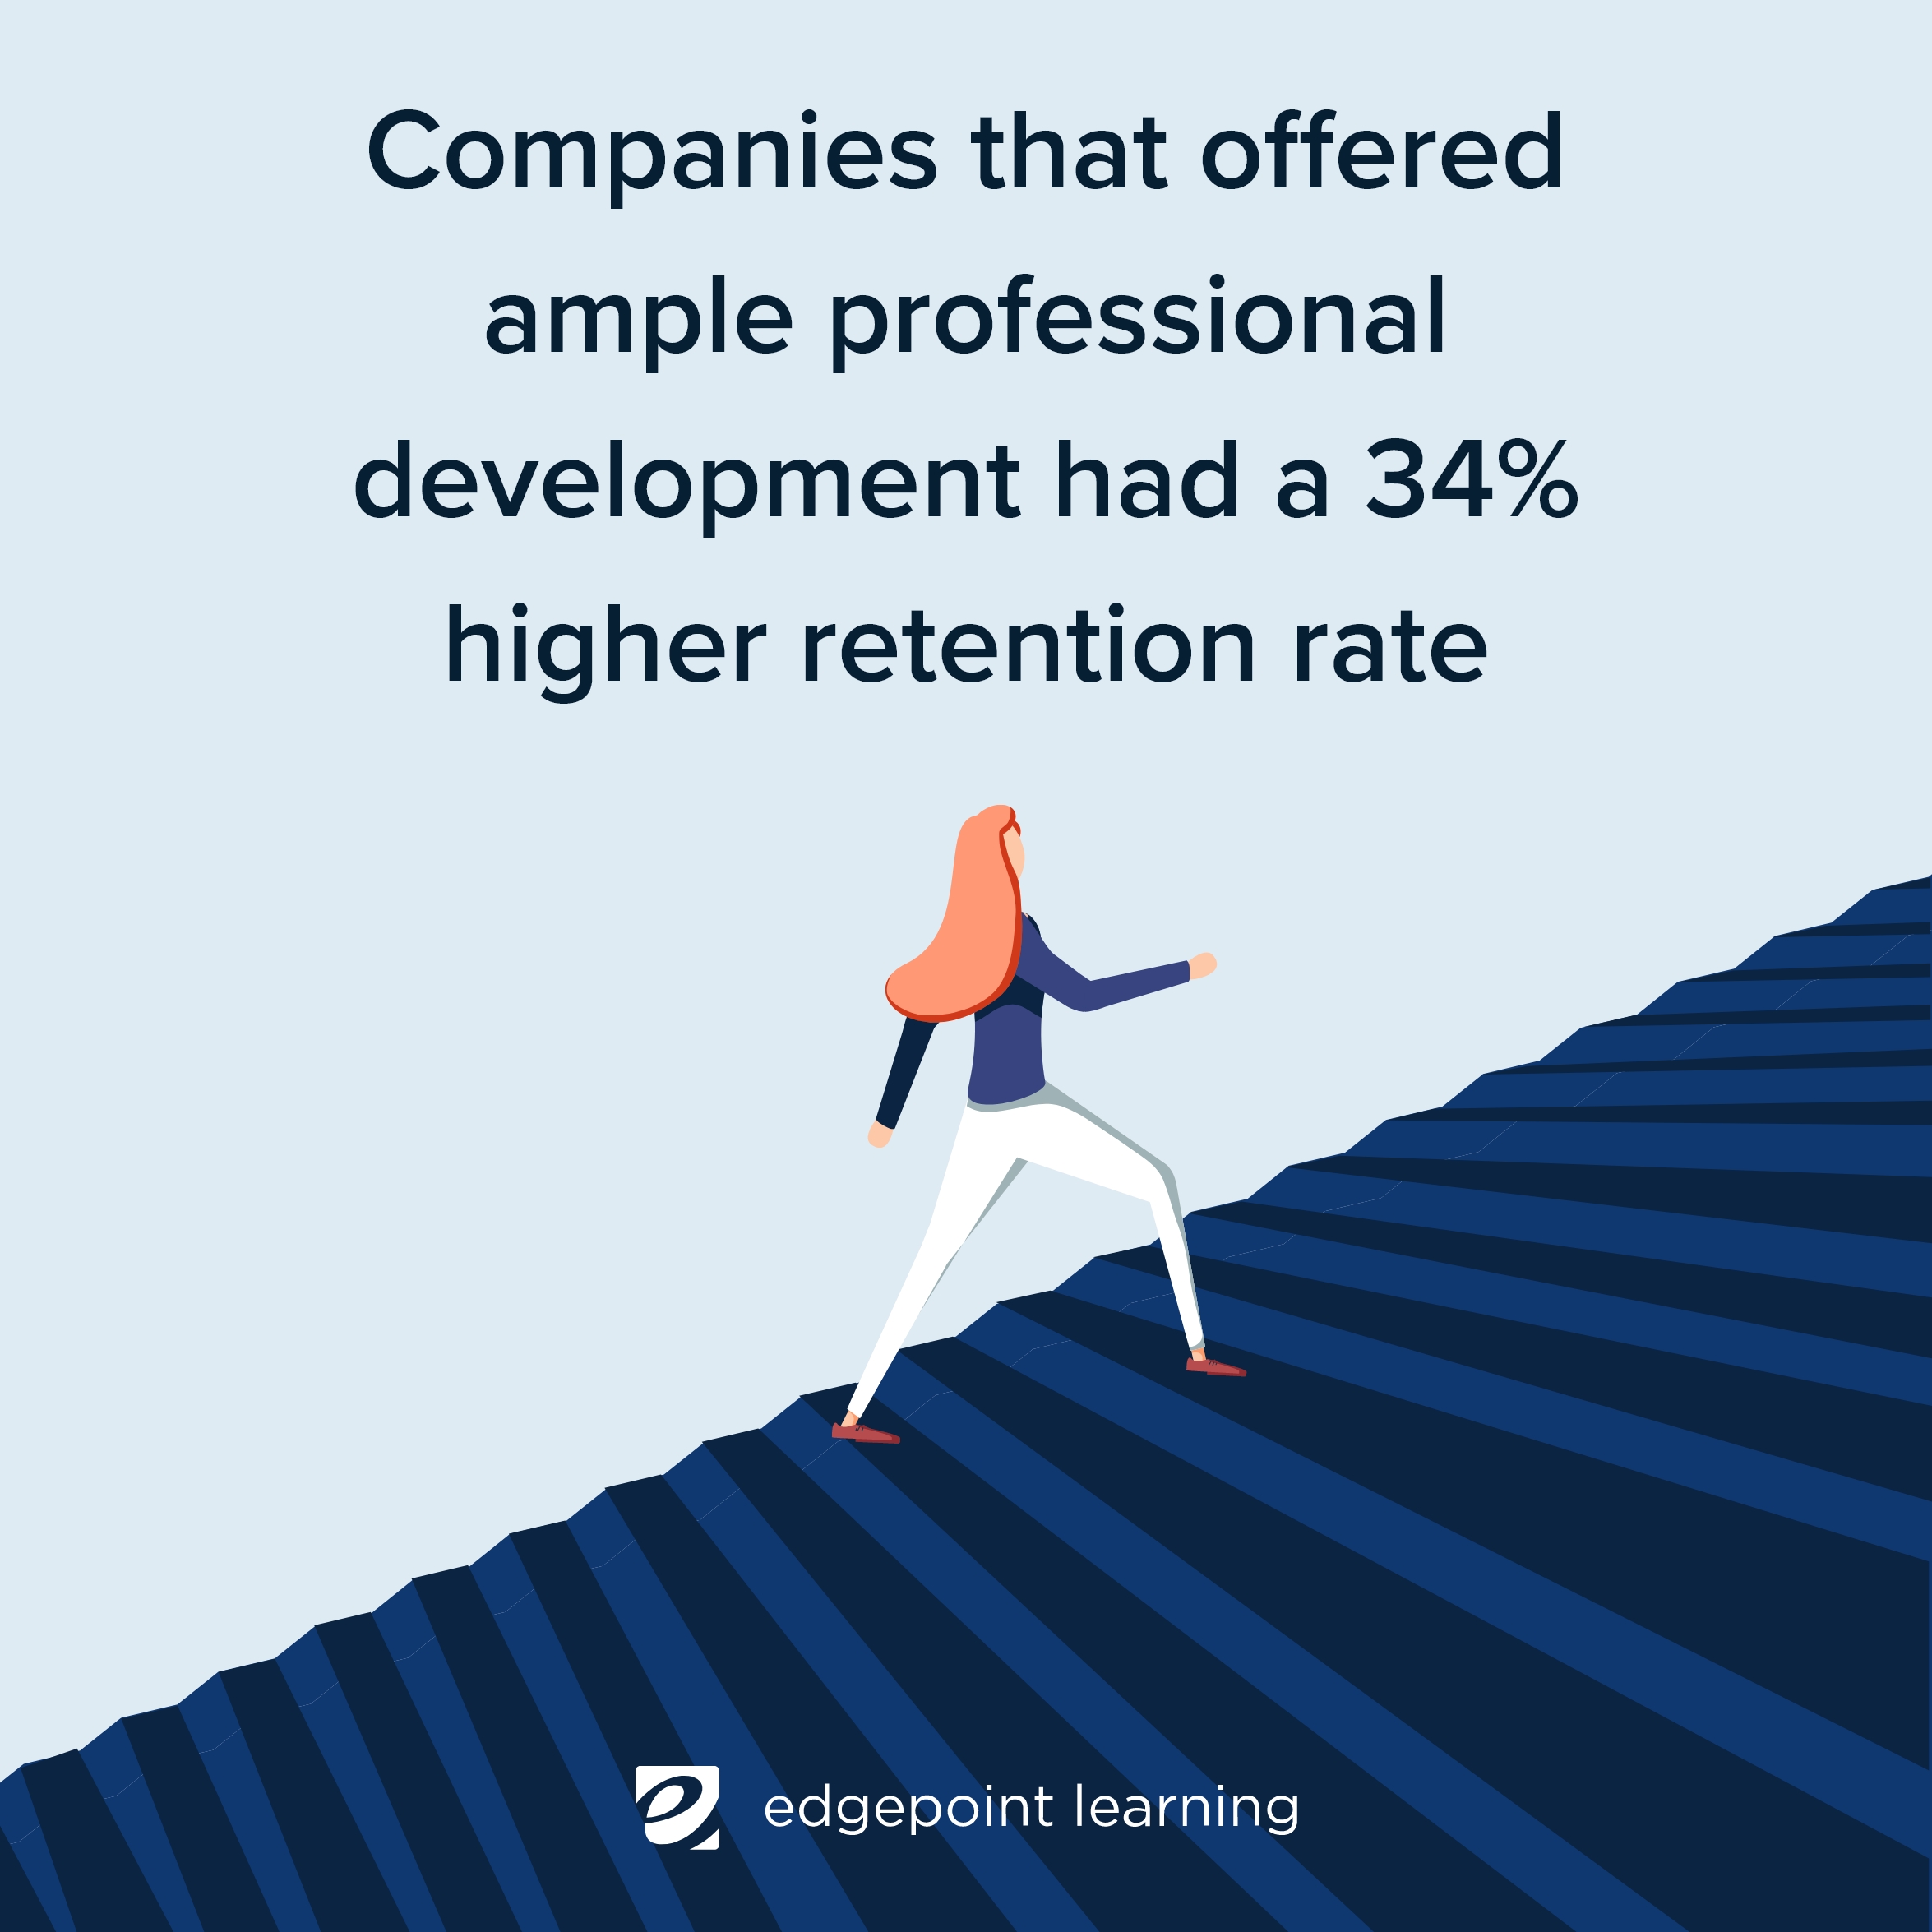 Companies that offered
ample professional
development had a 34%
higher retention rate
edgepoint learning